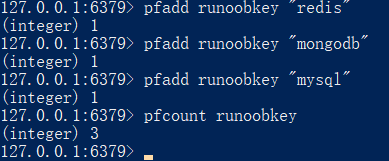 127.0.0.1:6379> pfadd runoobkey "redis"
(integer) 1
127.0.0.1:6379> pfadd runoobkey "mongodb"
(integer) 1
127.0.0.1:6379> pfadd runoobkey "mysql"
(integer) 1
127.0.0.1:6379> pfcount runoobkey
(integer) 3
127.0.0.1:6379>